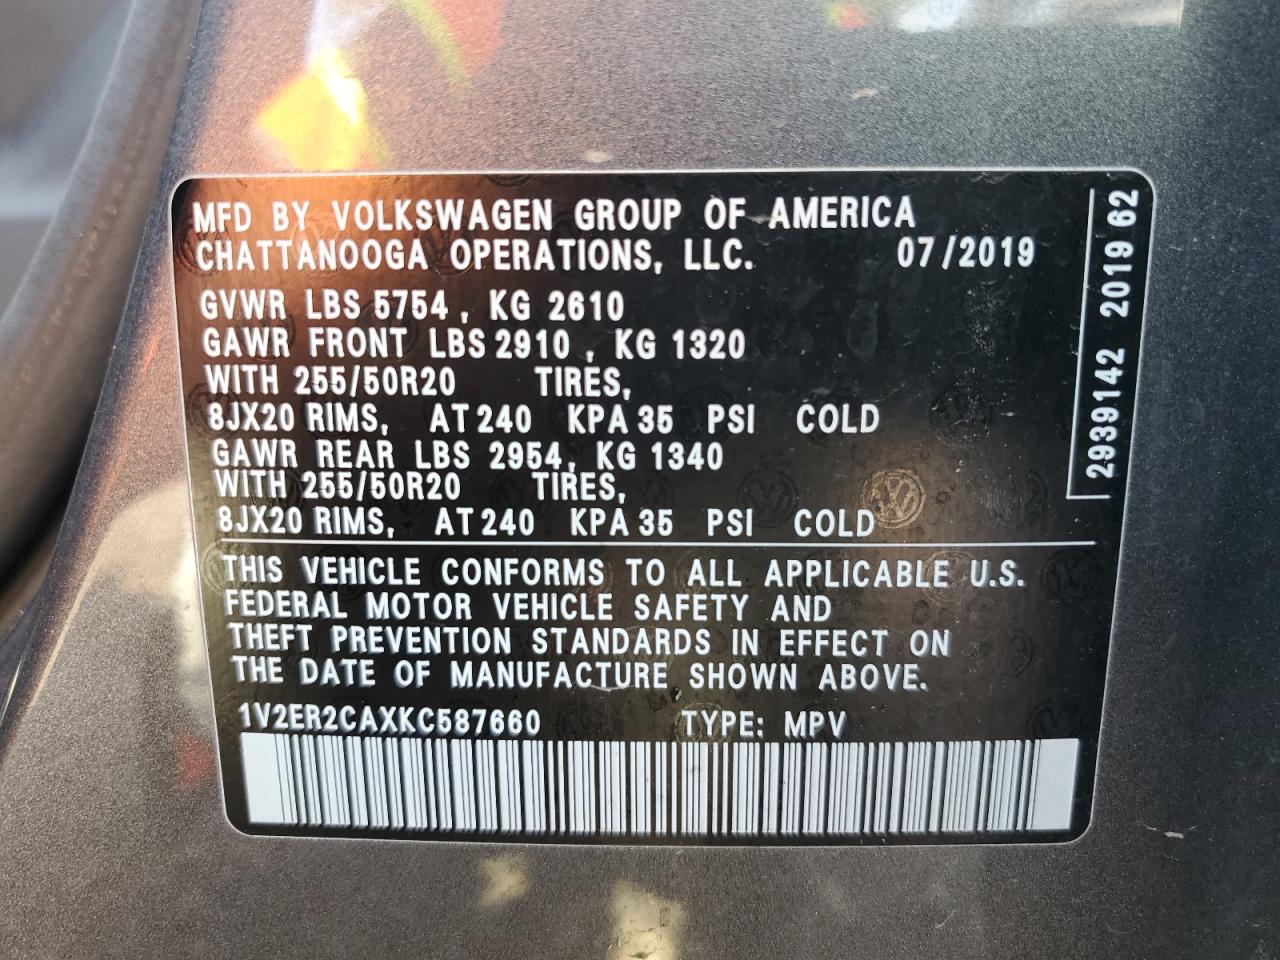 MFD BY VOLKSWAGEN GROUP OF AMERICA
CHATTANOOGA OPERATIONS, LLC. 07/2019
GVWR LBS 5754 , KG 2610
GAWR FRONT LBS 2910 , KG 1320
WITH 255/50R20 TIRES,
8JX20 RIMS, AT 240 KPA 35 PSI COLD
GAWR REAR LBS 2954, KG 1340
WITH 255/50R20 TIRES,
8JX20 RIMS, AT 240 KPA 35 PSI COLD
THIS VEHICLE CONFORMS TO ALL APPLICABLE U.S.
FEDERAL MOTOR VEHICLE SAFETY AND
THEFT PREVENTION STANDARDS IN EFFECT ON
THE DATE OF MANUFACTURE SHOWN ABOVE.
1V2ER2CAXKC587660 TYPE: MPV
2939142 2019 62